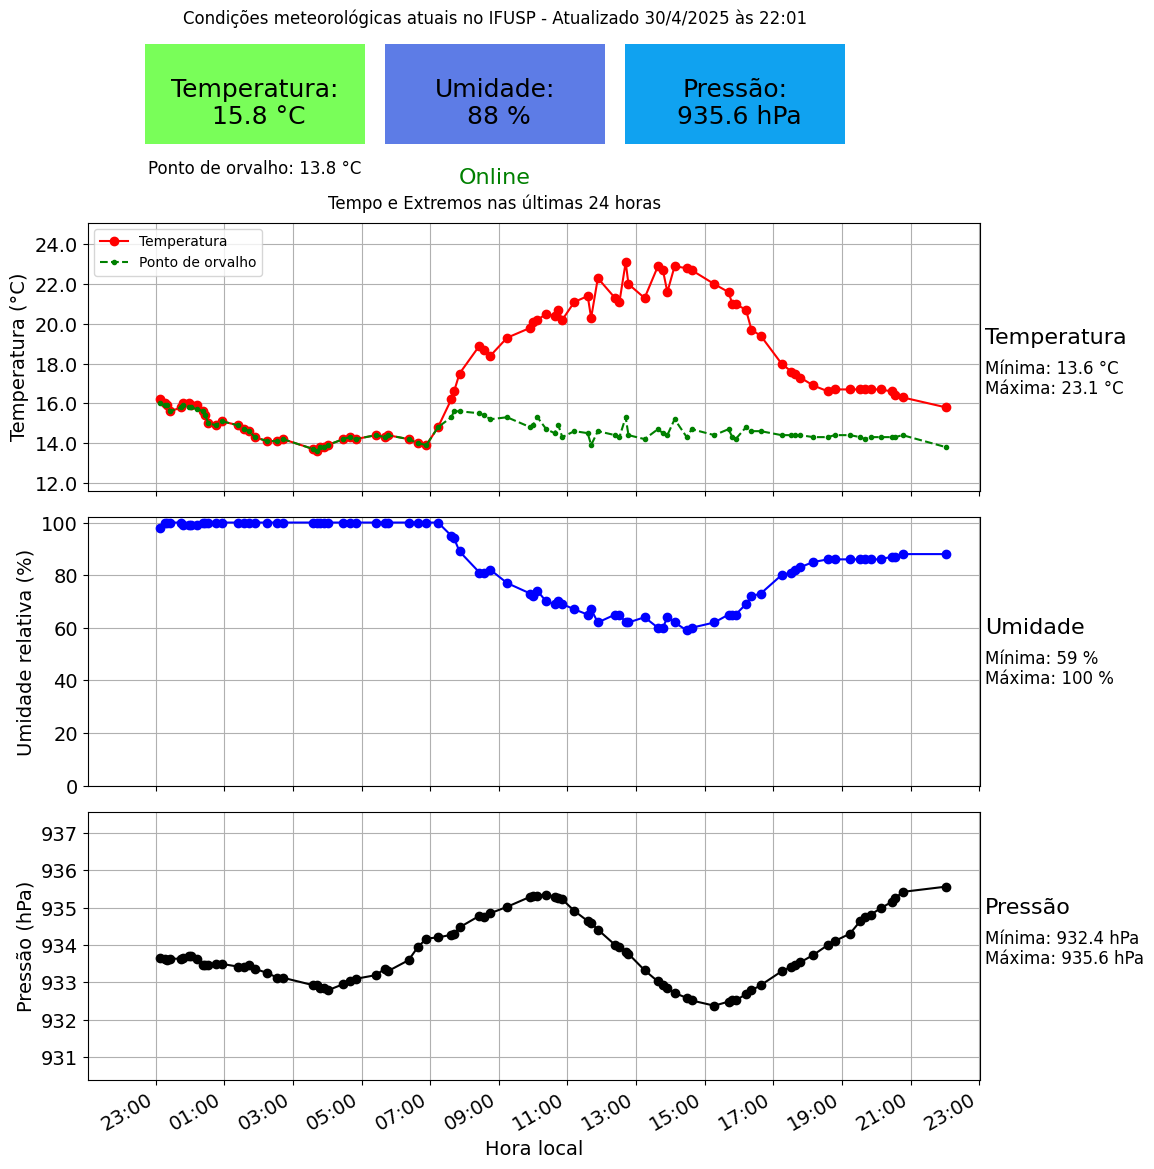 Condições meteorológicas atuais no IFUSP - Atualizado 30/4/2025 às 22:01
Temperatura:
15.8 °C
Umidade:
88 %
Pressão:
935.6 hPa
Ponto de orvalho: 13.8 °C
Online
Tempo e Extremos nas últimas 24 horas
Temperatura
Ponto de orvalho
24.0
22.0
20.0
18.0
16.0
14.0
12.0
Temperatura (°C)
Temperatura
Mínima: 13.6 °C
Máxima: 23.1 °C
100
80
60
40
20
0
Umidade relativa (%)
Umidade
Mínima: 59 %
Máxima: 100 %
937
936
935
934
933
932
931
Pressão (hPa)
Pressão
Mínima: 932.4 hPa
Máxima: 935.6 hPa
23:00 01:00 03:00 05:00 07:00 09:00 11:00 13:00 15:00 17:00 19:00 21:00 23:00
Hora local